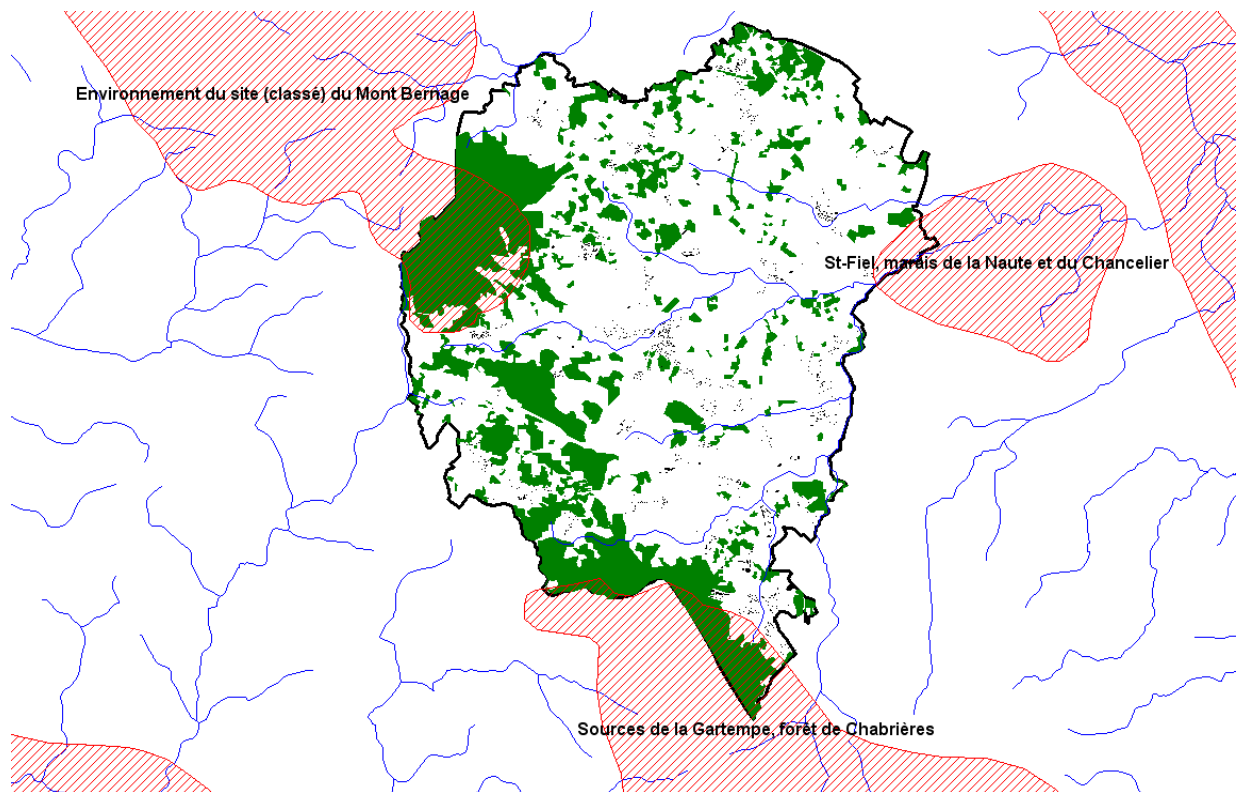 Environnement du site (classé) du Mont Bernage
St-Fiel, marais de la Naute et du Chancelier
Sources de la Gartempe, forêt de Chabrières